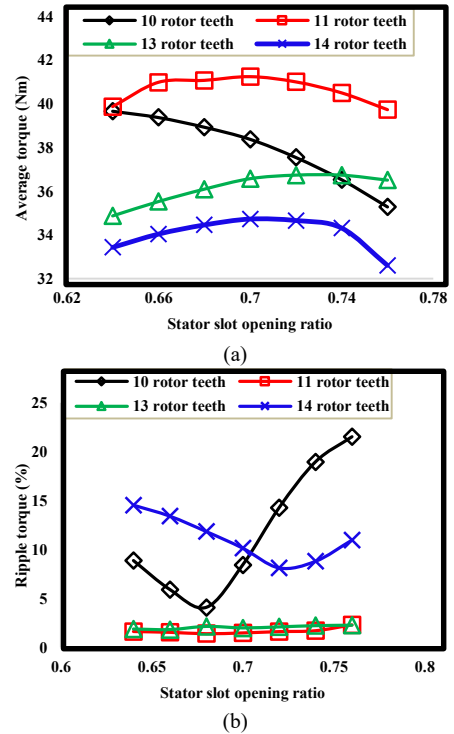 10 rotor teeth 11 rotor teeth
13 rotor teeth 14 rotor teeth
44
42
40
38
36
34
32
Average torque (Nm)
0.62 0.66 0.7 0.74 0.78
Stator slot opening ratio
(a)
10 rotor teeth 11 rotor teeth
13 rotor teeth 14 rotor teeth
25
20
15
10
5
0
Ripple torque (%)
0.6 0.65 0.7 0.75 0.8
Stator slot opening ratio
(b)